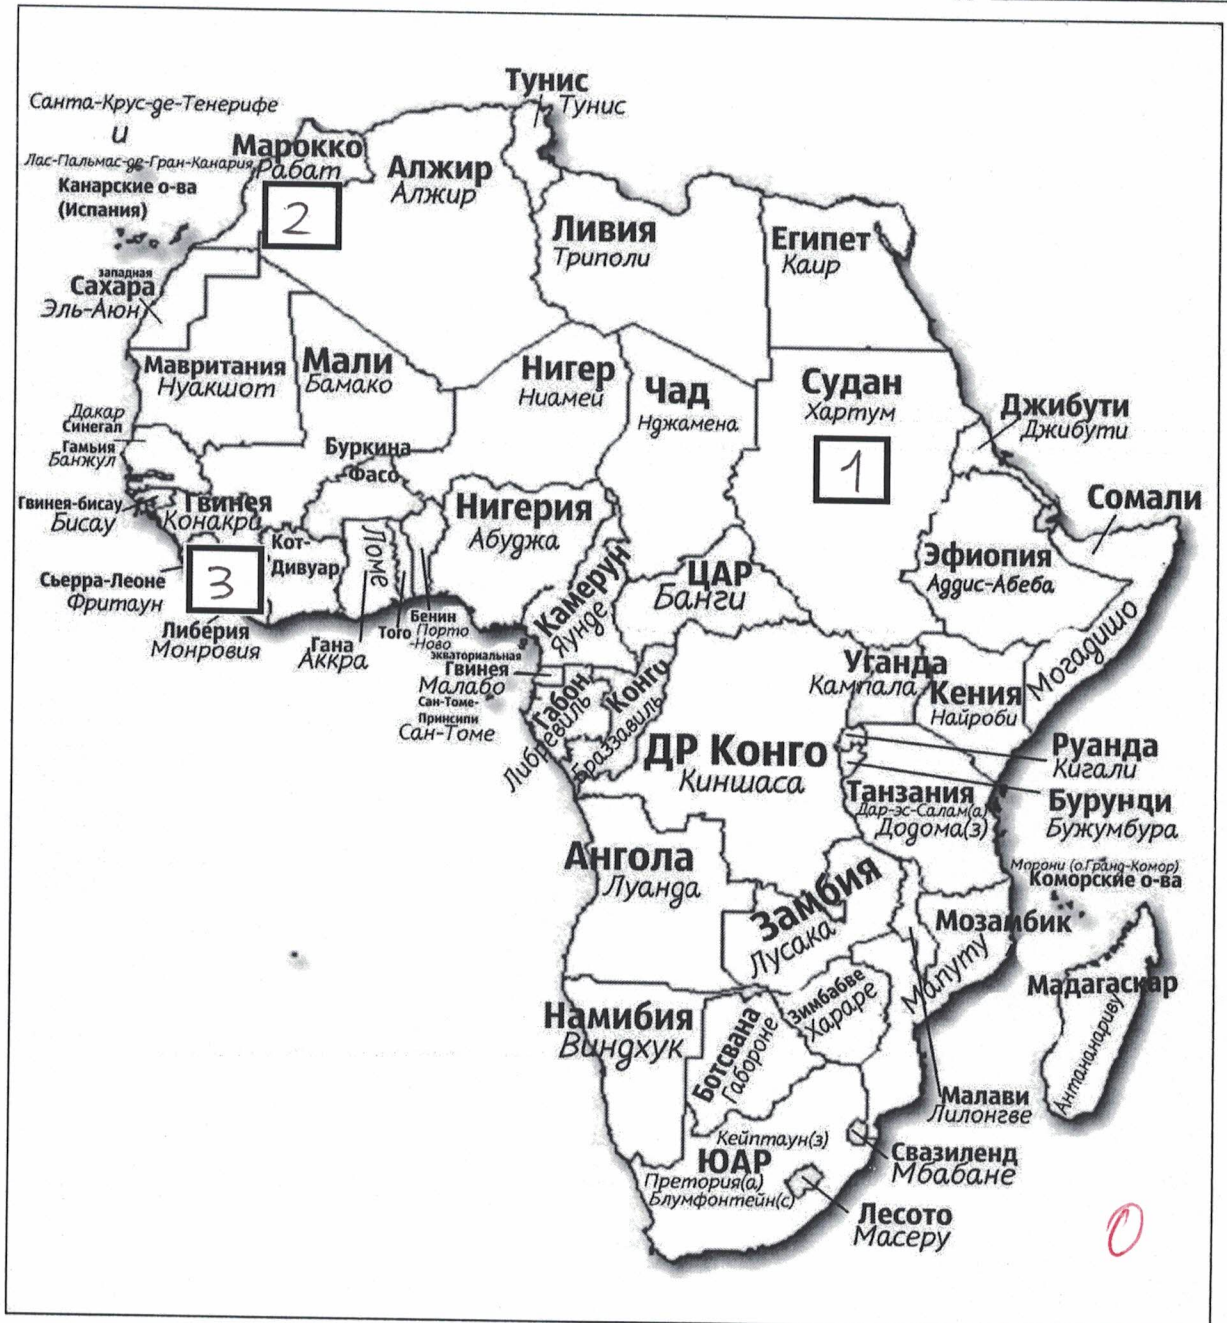 Тунис
Тунис
Санта-Крус-де-Тенерифе
и
Лас-Пальмас-де-Гран-Канария
Канарские о-ва
(Испания)
Марокко
Рабат
2
Алжир
Алжир
Ливия
Триполи
Египет
Каир
западная
Сахара
Эль-Аюн
Мавритания
Нуакшот
Мали
Бамако
Нигер
Ниамей
Чад
Нджамена
Судан
Хартум
1
Джибути
Джибути
Сомали
Дакар
Синегал
Гамьия
Банжул
Буркина
-Фасо
Гвинея-бисау
Бисау
Гвинея
Конакри
Нигерия
Абуджа
Кот-
Дивуар
Ломе
3
Сьерра-Леоне
Фритаун
Либерия
Монровия
Гана
Аккра
Того
Бенин
Порто
-Ново
Камерун
Яунде
ЦАР
Банги
Эфиопия
Аддис-Абеба
Могадишо
экваториальная
Гвинея
Малабо
Сан-Томе-
Принсипи
Сан-Томе
Габон
Либревиль
Конго
Браззавиль
ДР Конго
Киншаса
Уганда
Кампала
Кения
Найроби
Руанда
Кигали
Бурунди
Бужумбура
Танзания
Дар-эс-Салам(а)
Додома(з)
Морони (о.Гранд-Комор)
Коморские о-ва
Ангола
Луанда
Замбия
Лусака
Мозамбик
Мапуту
Мадагаскар
Антананариву
Намибия
Виндхук
Ботсвана
Габороне
Зимбабве
Хараре
Малави
Лилонгве
Кейптаун(з)
ЮАР
Претория(а)
Блумфонтейн(с)
Свазиленд
Мбабане
Лесото
Масеру
0